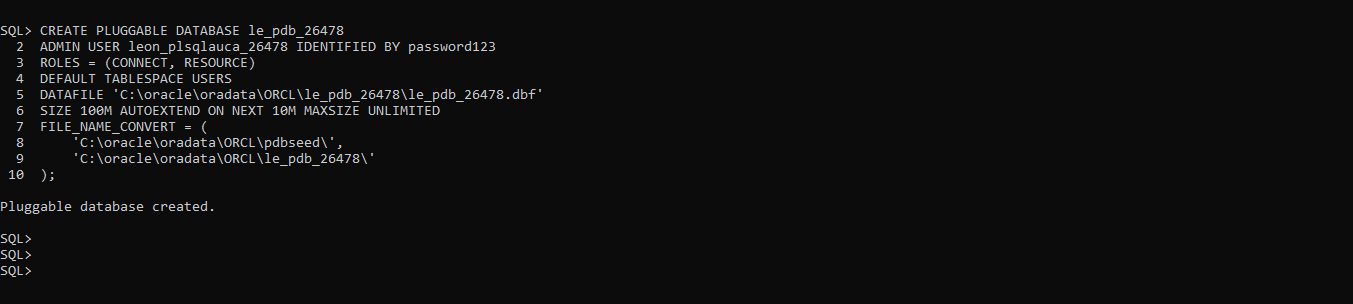 SQL> CREATE PLUGGABLE DATABASE le_pdb_26478
  2  ADMIN USER leon_plsqlauca_26478 IDENTIFIED BY password123
  3  ROLES = (CONNECT, RESOURCE)
  4  DEFAULT TABLESPACE USERS
  5  DATAFILE 'C:\oracle\oradata\ORCL\le_pdb_26478\le_pdb_26478.dbf'
  6  SIZE 100M AUTOEXTEND ON NEXT 10M MAXSIZE UNLIMITED
  7  FILE_NAME_CONVERT = (
  8      'C:\oracle\oradata\ORCL\pdbseed\',
  9      'C:\oracle\oradata\ORCL\le_pdb_26478\'
 10  );
Pluggable database created.
SQL>
SQL>
SQL>